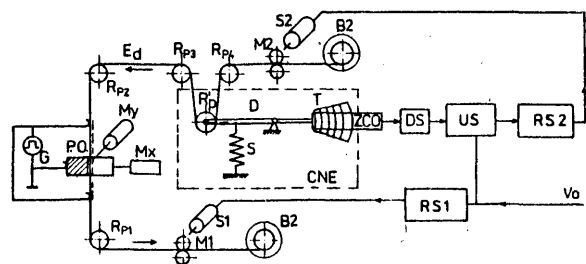 S2 B2
M2
Ed RP3 RP4
RP2
Rp D T
ZCO DS US RS2
My
G PO Mx
S
CNE
Vo
RS1
S1
RP1 M1 B2